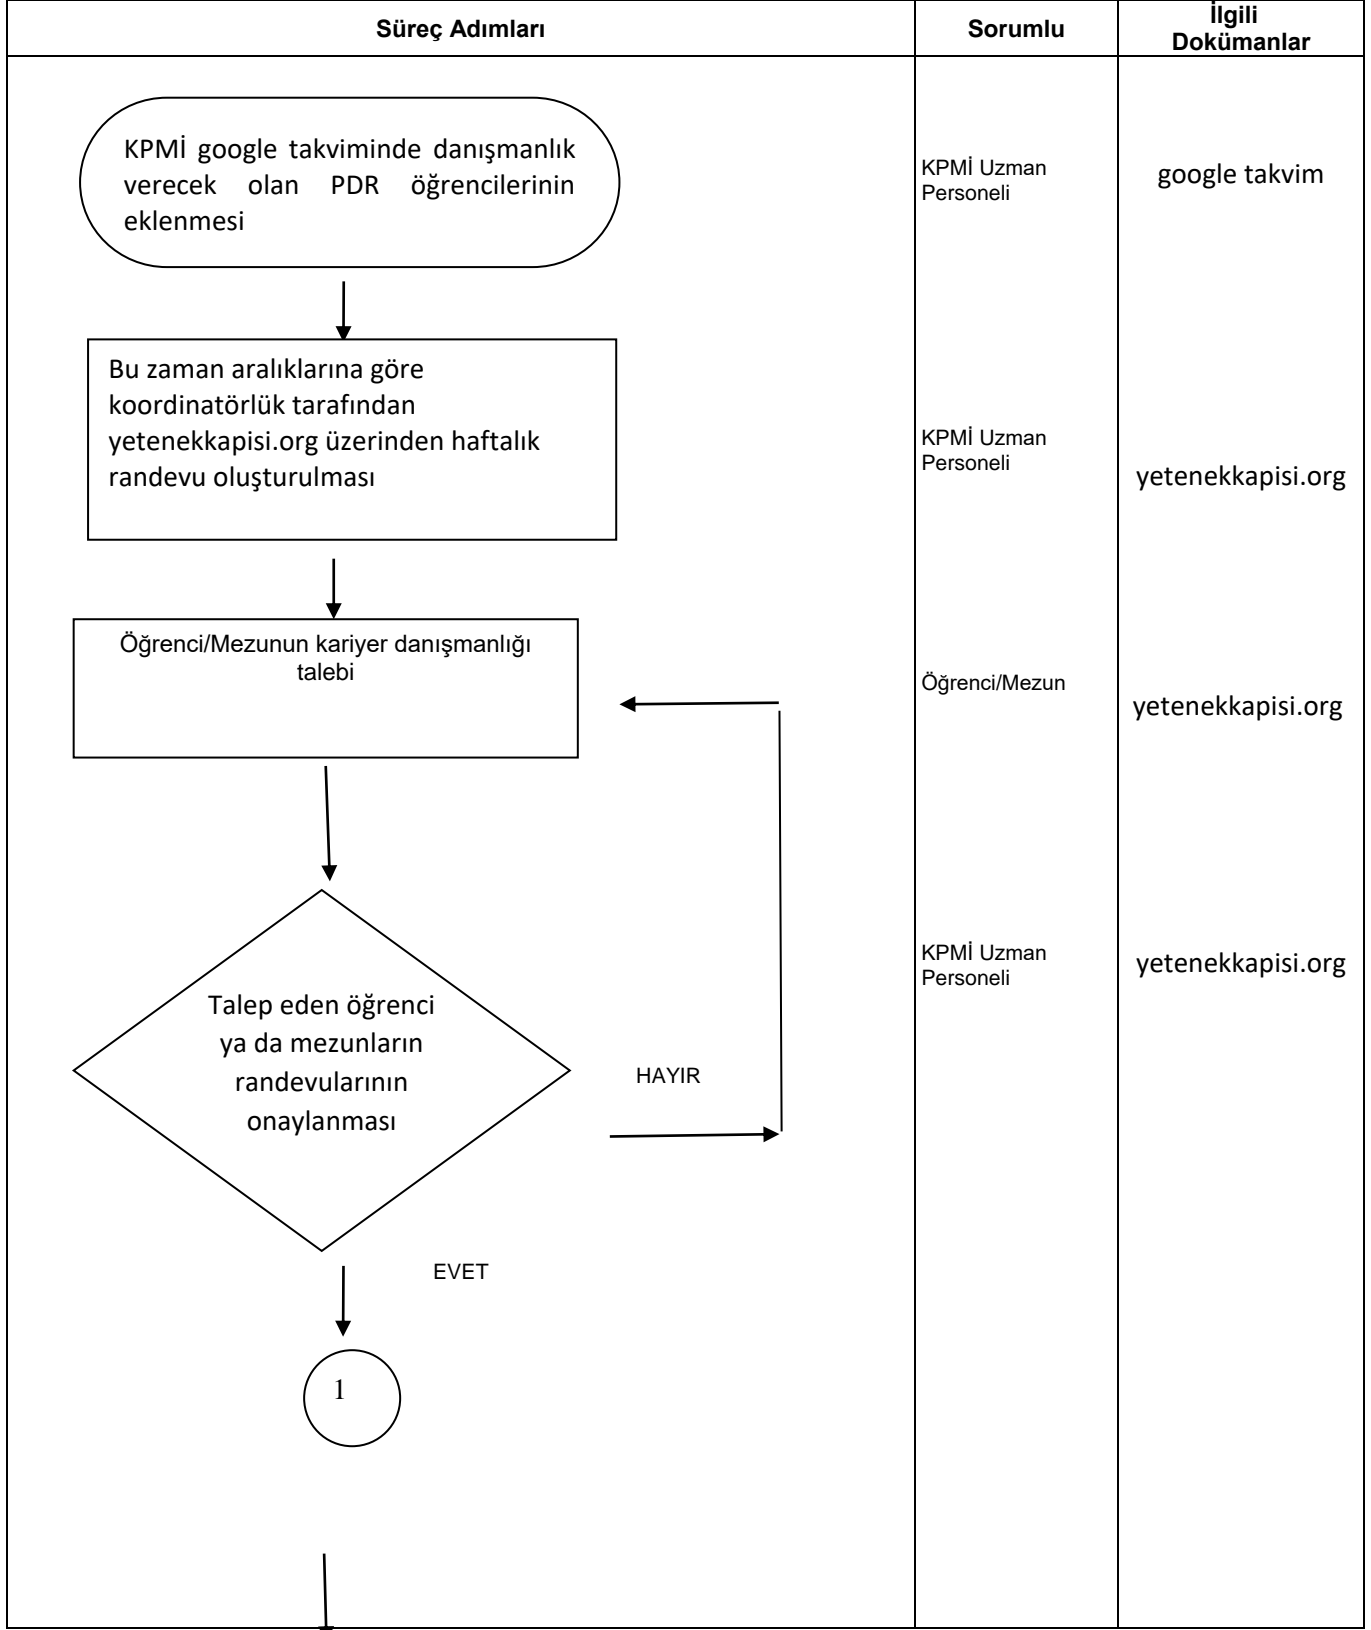 Süreç Adımları
Sorumlu
İlgili
Dokümanlar
KPMİ google takviminde danışmanlık
verecek olan PDR öğrencilerinin
eklenmesi
KPMİ Uzman
Personeli
google takvim
Bu zaman aralıklarına göre
koordinatörlük tarafından
yetenekkapisi.org üzerinden haftalık
randevu oluşturulması
KPMİ Uzman
Personeli
yetenekkapisi.org
Öğrenci/Mezunun kariyer danışmanlığı
talebi
Öğrenci/Mezun
yetenekkapisi.org
Talep eden öğrenci
ya da mezunların
randevularının
onaylanması
KPMİ Uzman
Personeli
yetenekkapisi.org
HAYIR
EVET
1